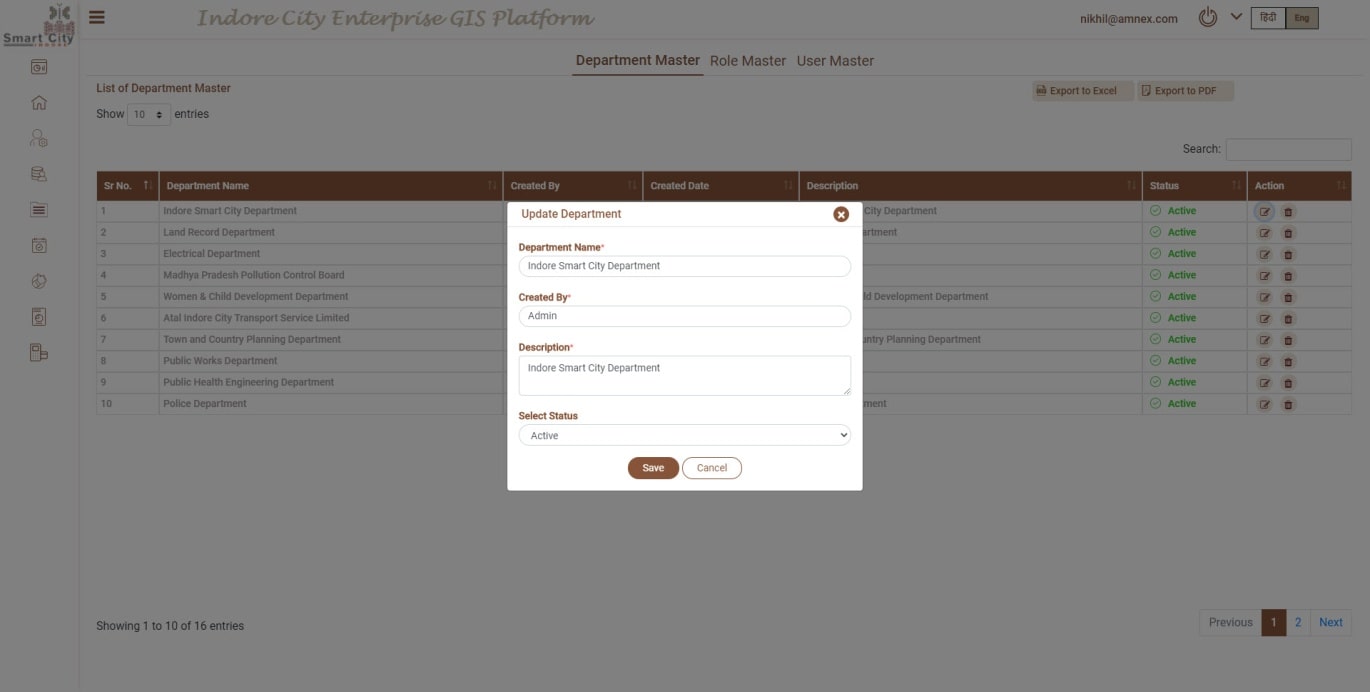 Smart City
INDORE
Indore City Enterprise GIS Platform
nikhil@amnex.com
हिंदी
Eng
Department Master Role Master User Master
List of Department Master
Export to Excel Export to PDF
Show 10 entries
Search:
Sr No. Department Name Created By Created Date Description Status Action
1 Indore Smart City Department City Department Active
2 Land Record Department artment Active
3 Electrical Department Active
4 Madhya Pradesh Pollution Control Board Active
5 Women & Child Development Department ld Development Department Active
6 Atal Indore City Transport Service Limited Active
7 Town and Country Planning Department untry Planning Department Active
8 Public Works Department Active
9 Public Health Engineering Department Active
10 Police Department ment Active
Update Department
Department Name*
Indore Smart City Department
Created By*
Admin
Description*
Indore Smart City Department
Select Status
Active
Save Cancel
Showing 1 to 10 of 16 entries
Previous 1 2 Next